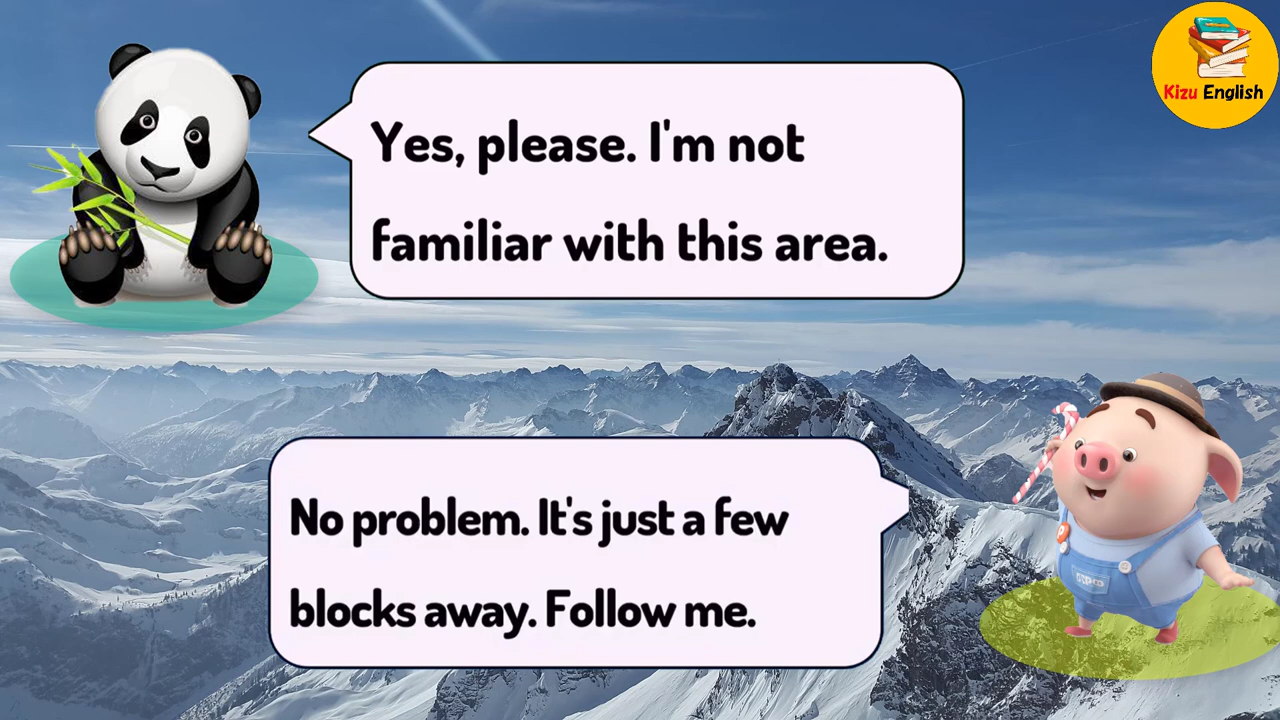 Kizu English
Yes, please. I'm not
familiar with this area.
No problem. It's just a few
blocks away. Follow me.